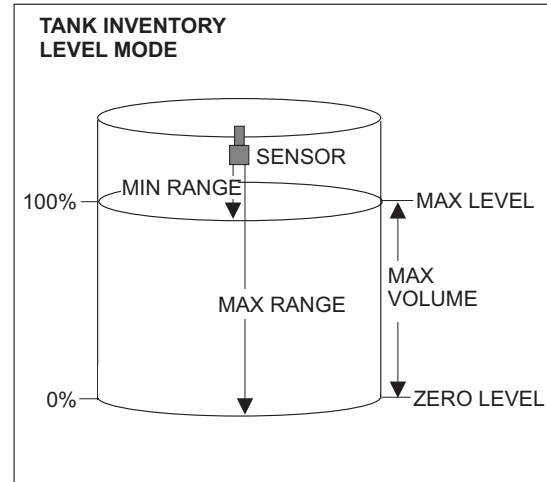 TANK INVENTORY
LEVEL MODE
SENSOR
MIN RANGE
100%
MAX LEVEL
MAX
VOLUME
MAX RANGE
0%
ZERO LEVEL